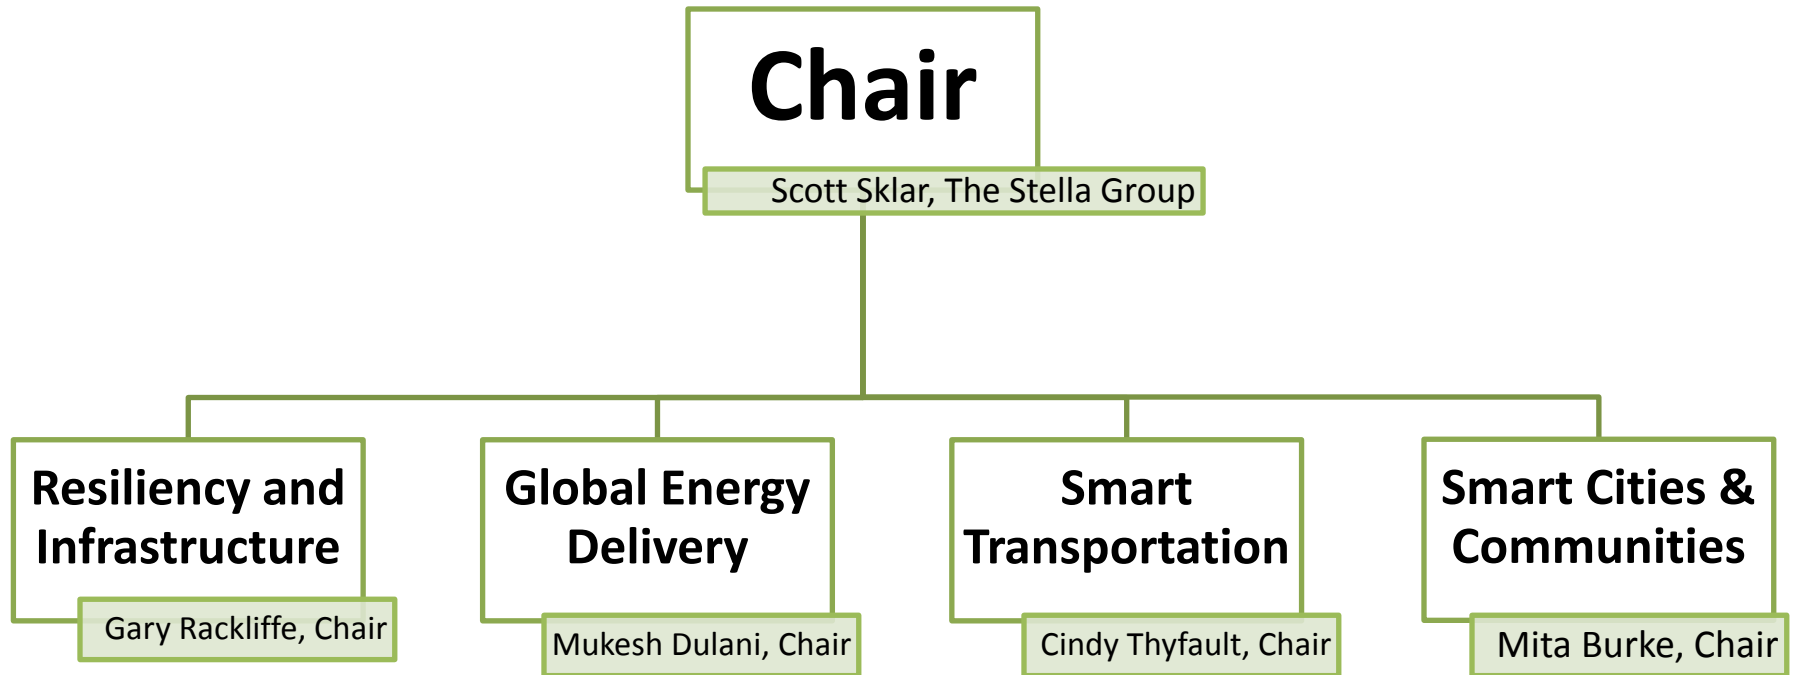 Chair
Scott Sklar, The Stella Group
Resiliency and
Infrastructure
Gary Rackliffe, Chair
Global Energy
Delivery
Mukesh Dulani, Chair
Smart
Transportation
Cindy Thyfault, Chair
Smart Cities &
Communities
Mita Burke, Chair